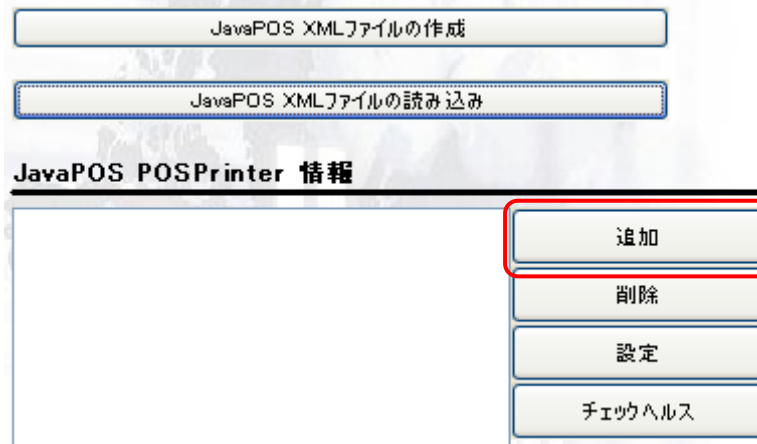 JavaPOS XMLファイルの作成
JavaPOS XMLファイルの読み込み
JavaPOS POSPrinter 情報
追加
削除
設定
チェックヘルス